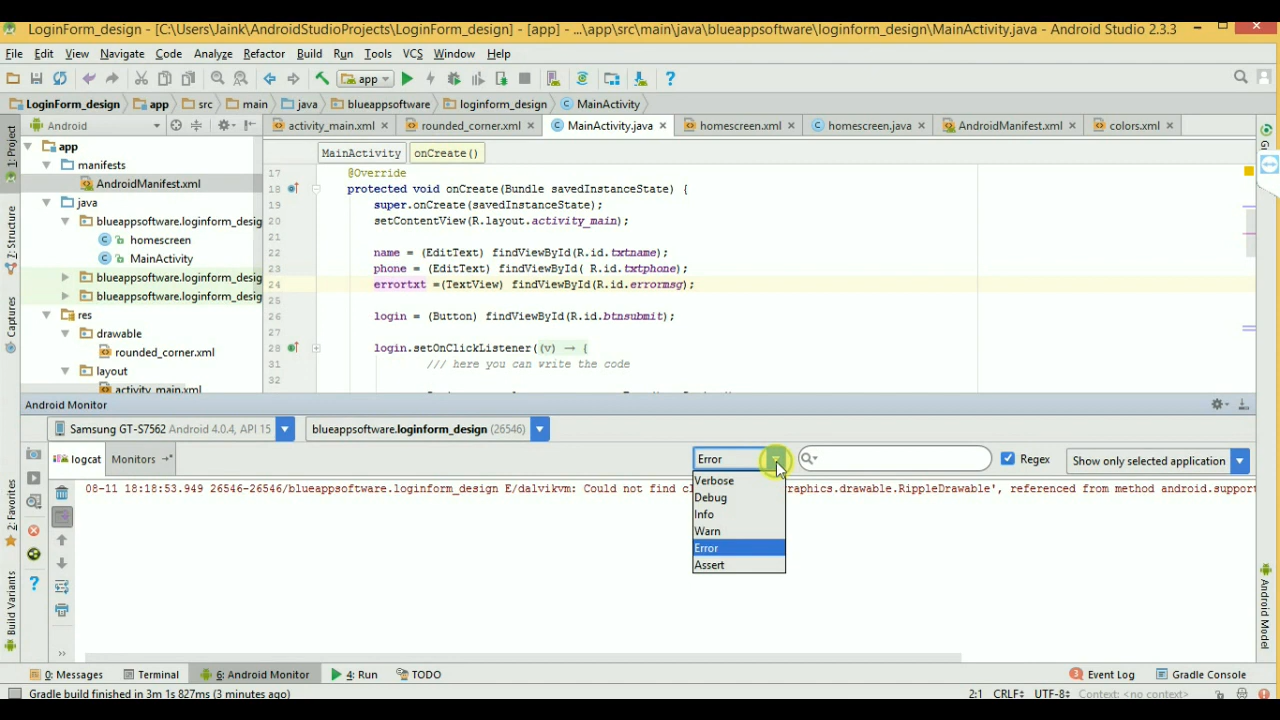 LoginForm_design - [C:\Users\Jaink\AndroidStudioProjects\LoginForm_design] - [app] - ...\app\src\main\java\blueappsoftware\loginform_design\MainActivity.java - Android Studio 2.3.3
File Edit View Navigate Code Analyze Refactor Build Run Tools VCS Window Help
app
LoginForm_design app src main java blueappsoftware loginform_design MainActivity
Android activity_main.xml rounded_corner.xml MainActivity.java homescreen.xml homescreen.java AndroidManifest.xml colors.xml
1: Project
Z: Structure
Captures
2: Favorites
Build Variants
app
manifests
AndroidManifest.xml
java
blueappsoftware.loginform_desig
homescreen
MainActivity
blueappsoftware.loginform_desig
blueappsoftware.loginform_desig
res
drawable
rounded_corner.xml
layout
activity_main.xml
MainActivity onCreate()
17 @Override
18 protected void onCreate(Bundle savedInstanceState) {
19 super.onCreate(savedInstanceState);
20 setContentView(R.layout.activity_main);
21
22 name = (EditText) findViewById(R.id.txtname);
23 phone = (EditText) findViewById( R.id.txtphone);
24 errortxt =(TextView) findViewById(R.id.errormsg);
25
26 login = (Button) findViewById(R.id.btnsubmit);
27
28 login.setOnClickListener((v) → {
31 /// here you can write the code
32
Android Monitor
Samsung GT-S7562 Android 4.0.4, API 15 blueappsoftware.loginform_design (26546)
logcat Monitors Error Regex Show only selected application
08-11 18:18:53.949 26546-26546/blueappsoftware.loginform_design E/dalvikvm: Could not find raphics.drawable.RippleDrawable', referenced from method android.suppor
Verbose
Debug
Info
Warn
Error
Assert
Android Model
0: Messages Terminal 6: Android Monitor 4: Run TODO Event Log Gradle Console
Gradle build finished in 3m 1s 827ms (3 minutes ago) 2:1 CRLF UTF-8 Context: <no context>